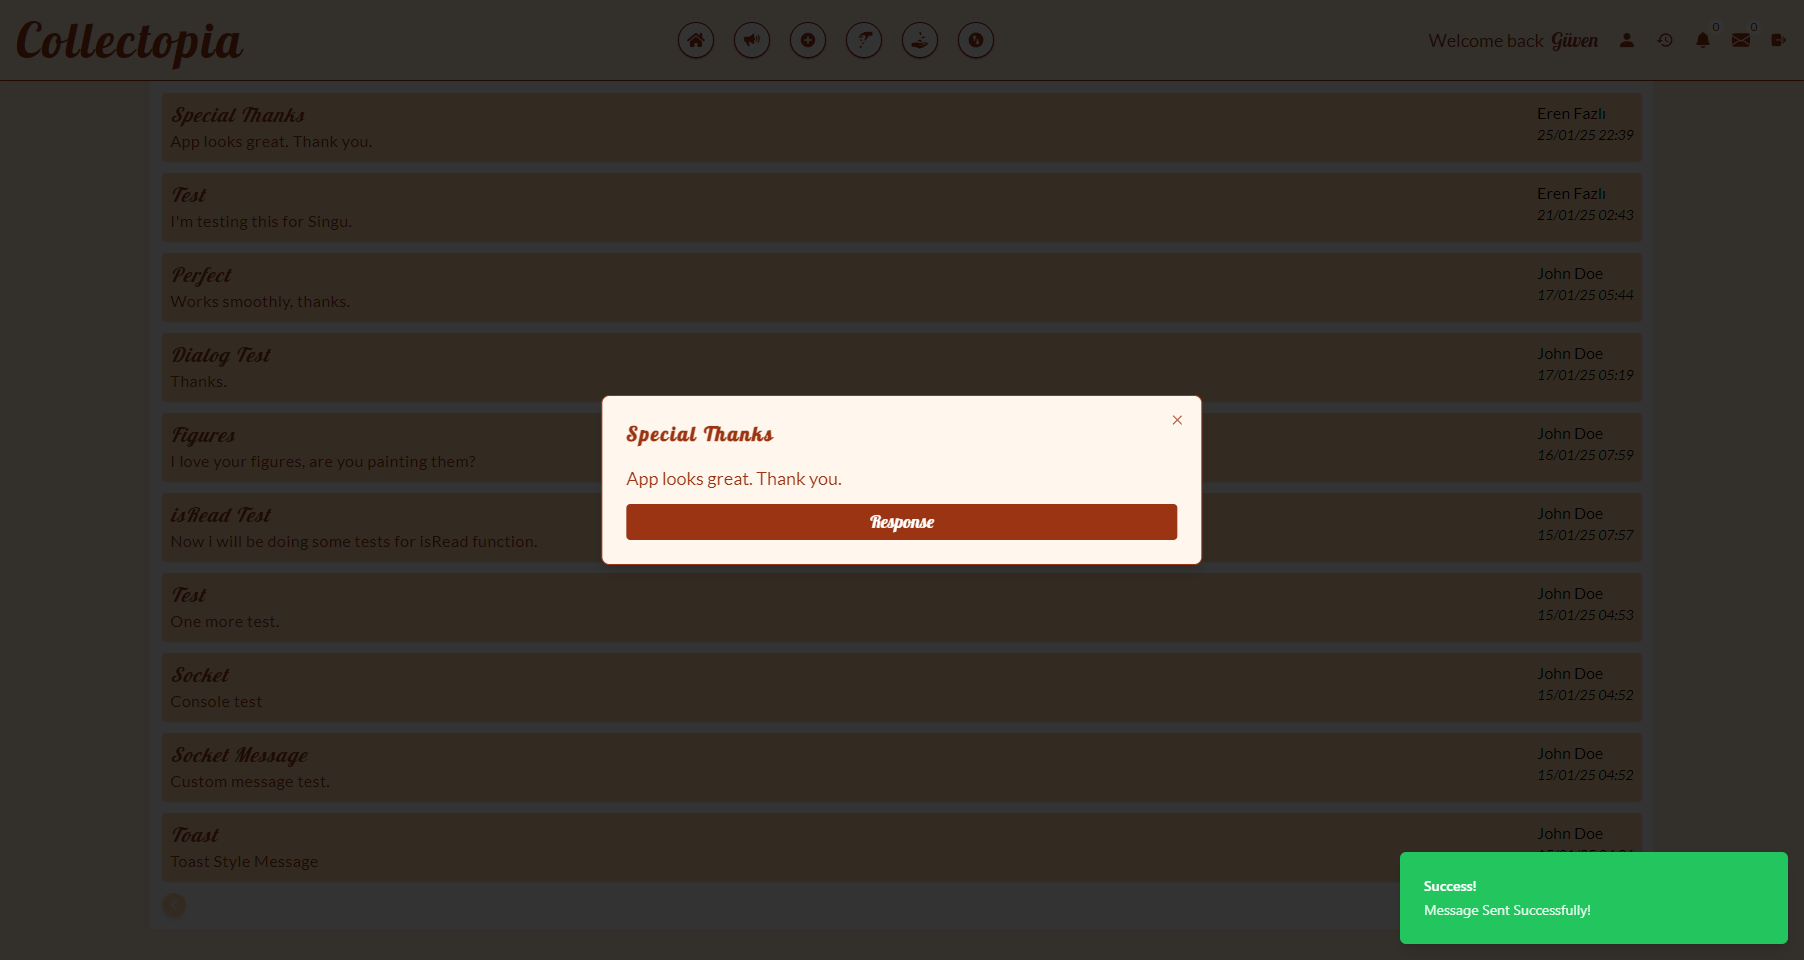 Collectopia
Welcome back Güven
0
0
Special Thanks
App looks great. Thank you.
Eren Fazlı
25/01/25 22:39
Test
I'm testing this for Singu.
Eren Fazlı
21/01/25 02:43
Perfect
Works smoothly, thanks.
John Doe
17/01/25 05:44
Dialog Test
Thanks.
John Doe
17/01/25 05:19
Figures
I love your figures, are you painting them?
John Doe
16/01/25 07:59
isRead Test
Now i will be doing some tests for isRead function.
John Doe
15/01/25 07:57
Test
One more test.
John Doe
15/01/25 04:53
Socket
Console test
John Doe
15/01/25 04:52
Socket Message
Custom message test.
John Doe
15/01/25 04:52
Toast
Toast Style Message
John Doe
Special Thanks
App looks great. Thank you.
Response
Success!
Message Sent Successfully!